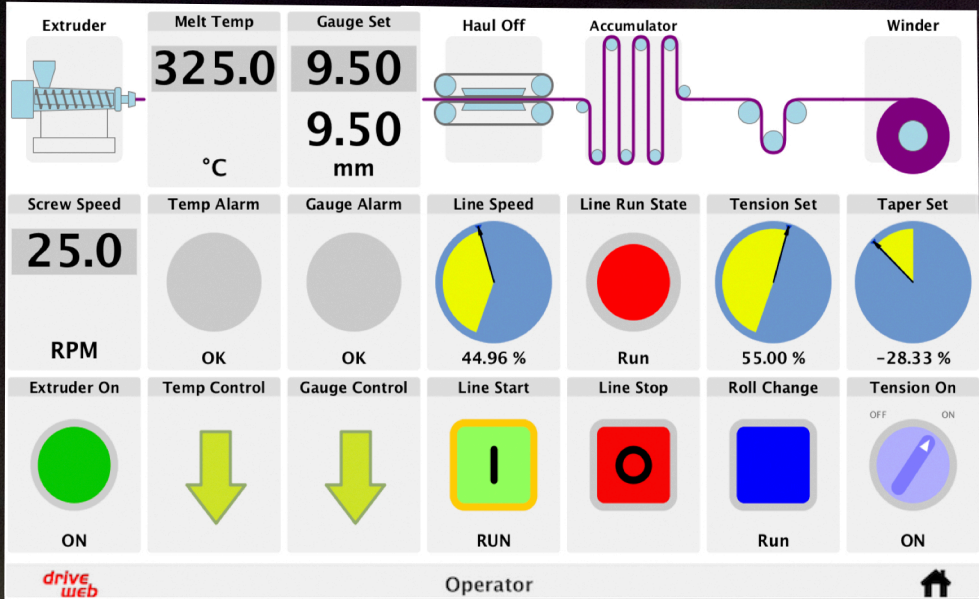 Extruder
Melt Temp
Gauge Set
Haul Off
Accumulator
Winder
325.0
9.50
9.50
°C
mm
Screw Speed
Temp Alarm
Gauge Alarm
Line Speed
Line Run State
Tension Set
Taper Set
25.0
RPM
OK
OK
44.96 %
Run
55.00 %
-28.33 %
Extruder On
Temp Control
Gauge Control
Line Start
Line Stop
Roll Change
Tension On
OFF
ON
I
O
ON
RUN
Run
ON
drive
web
Operator